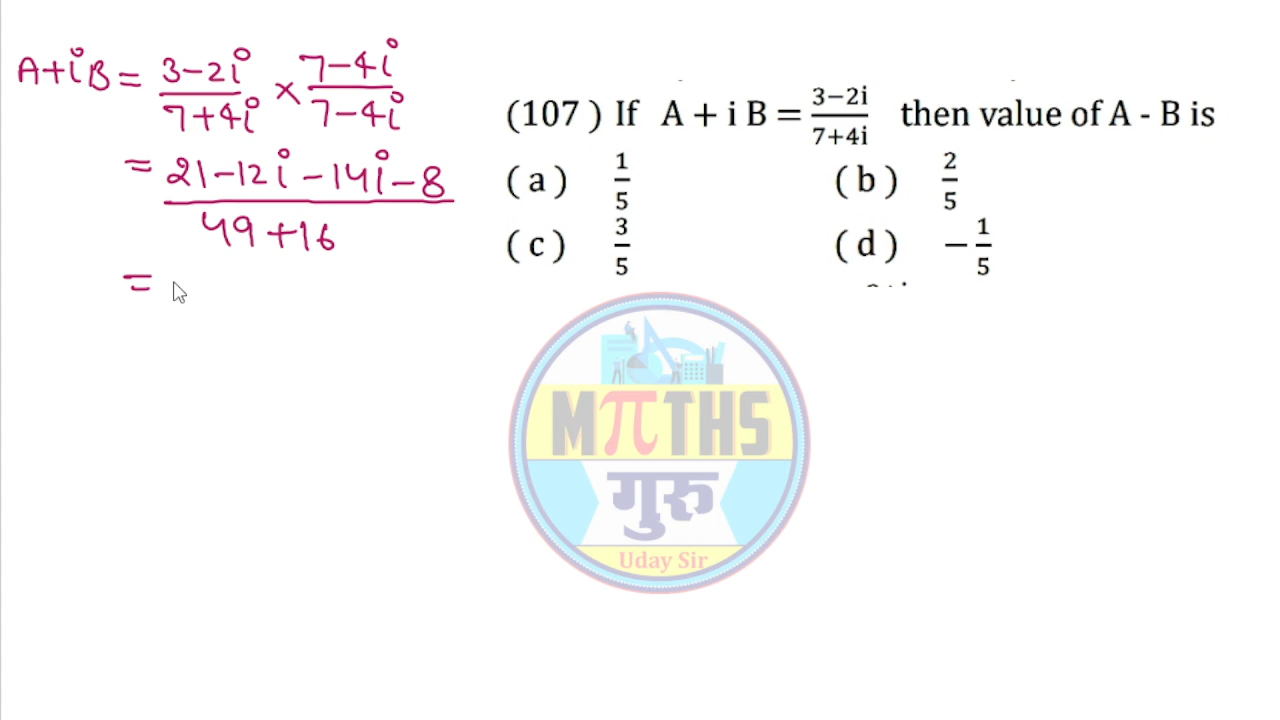 A+iB = 3-2i/7+4i × 7-4i/7-4i
= 21-12i-14i-8/49+16
=
(107 ) If A + i B = 3−2i/7+4i then value of A - B is
( a ) 1/5 ( b ) 2/5
( c ) 3/5 ( d ) −1/5
MπTHS
गुरु
Uday Sir